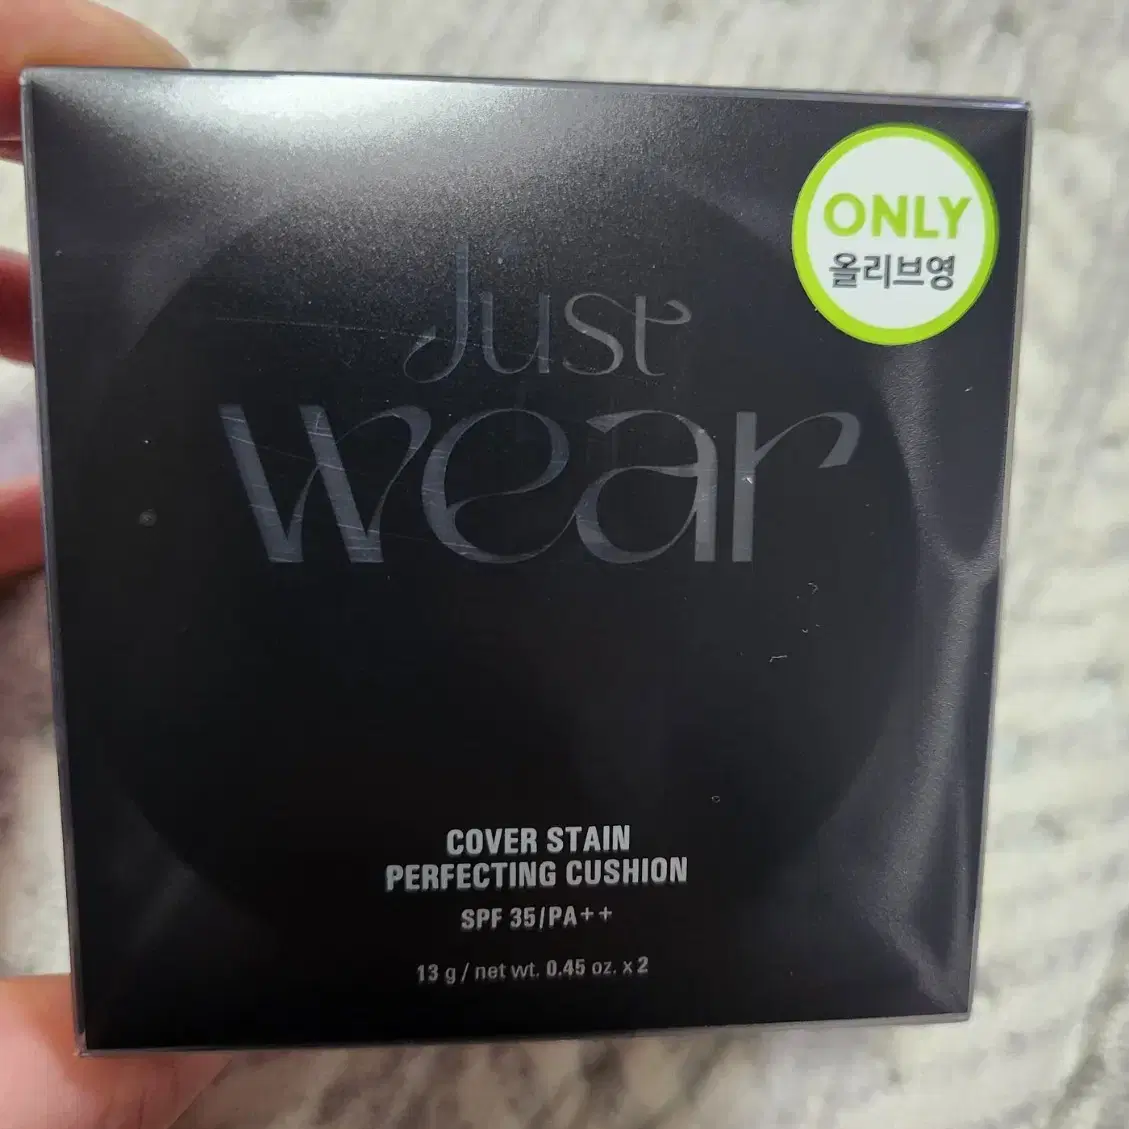 ONLY
올리브영
Just
wear
COVER STAIN
PERFECTING CUSHION
SPF 35/PA++
13 g / net wt. 0.45 oz. x 2